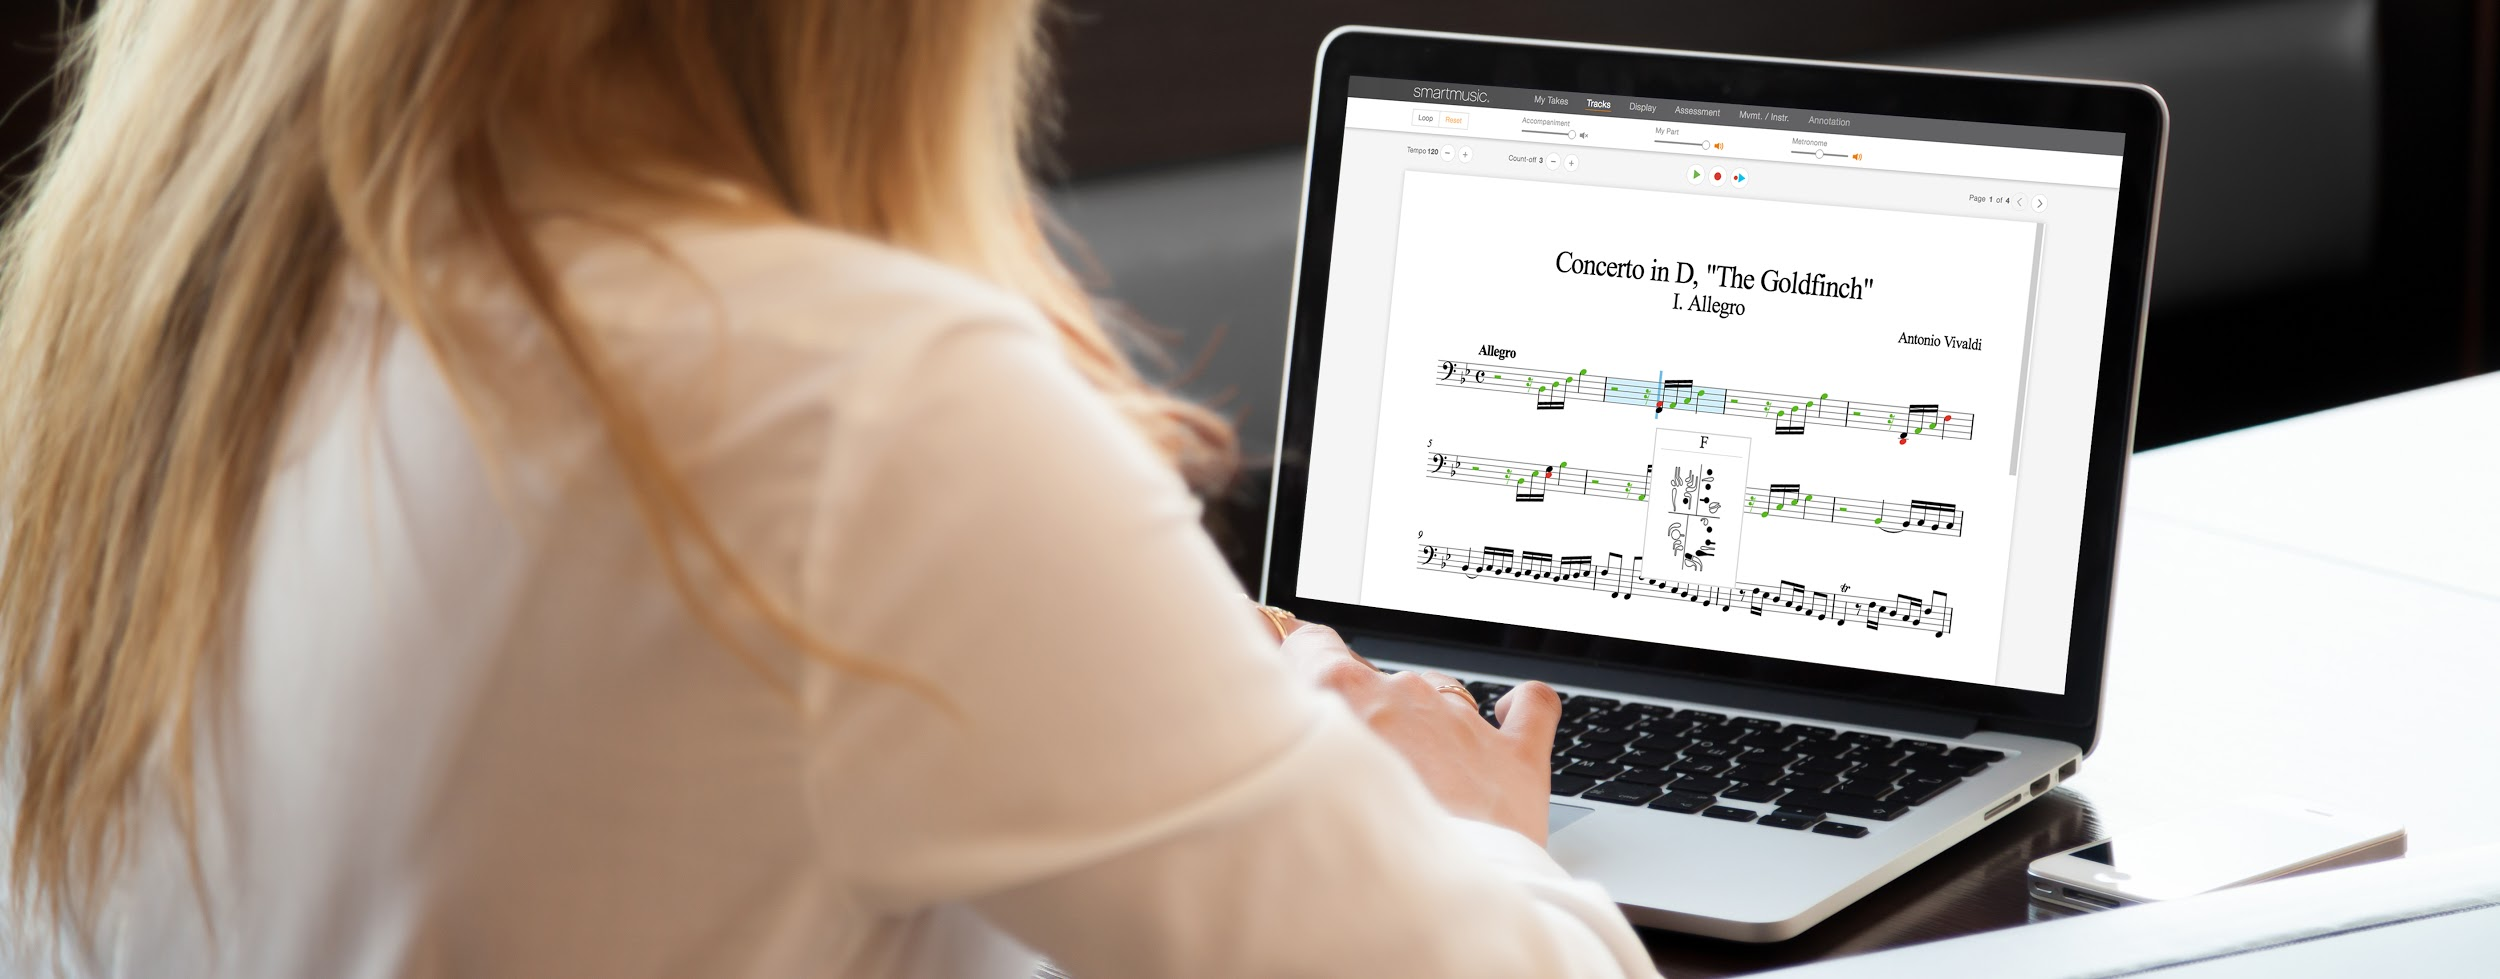 smartmusic.
My Takes Tracks Display Assessment Mvmt. / Instr. Annotation
Loop Reset Accompaniment My Part Metronome
Tempo 120 − + Count-off 3 − +
Page 1 of 4
Concerto in D, "The Goldfinch"
I. Allegro
Antonio Vivaldi
Allegro
F
5
9
tr